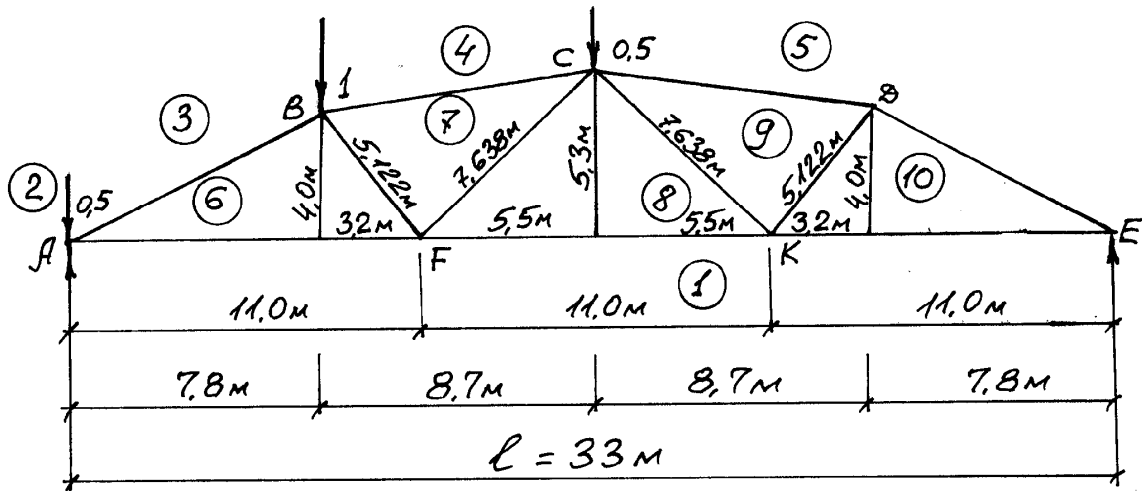 4
5
C
0,5
1
B
3
7
9
D
5,122м
7,638м
5,3м
7,638м
5,122м
2
0,5
6
4,0м
8
4,0м
10
3,2м
5,5м
5,5м
3,2м
A
F
K
E
1
11,0м
11,0м
11,0м
7,8м
8,7м
8,7м
7,8м
l = 33м